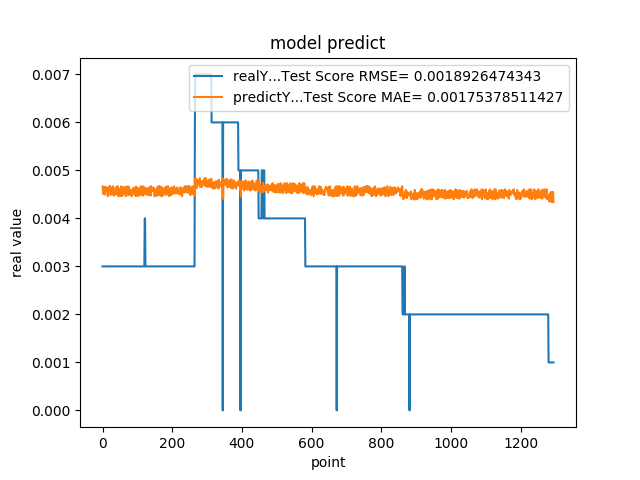 model predict
realY...Test Score RMSE= 0.0018926474343
predictY...Test Score MAE= 0.00175378511427
0.007
0.006
0.005
0.004
0.003
0.002
0.001
0.000
real value
0 200 400 600 800 1000 1200
point